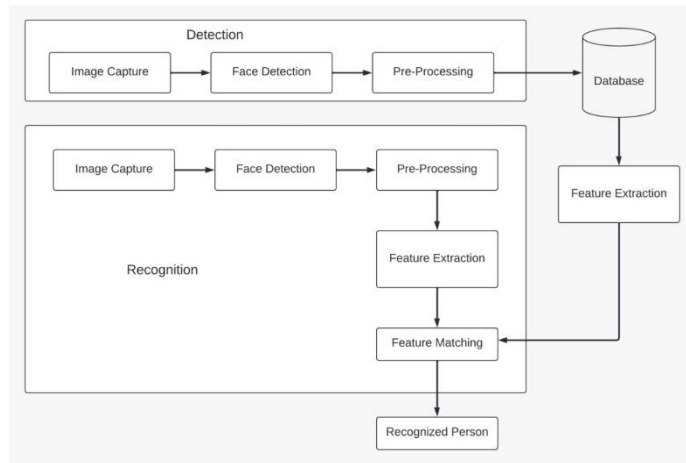 Detection
Image Capture
Face Detection
Pre-Processing
Database
Image Capture
Face Detection
Pre-Processing
Feature Extraction
Feature Extraction
Recognition
Feature Matching
Recognized Person